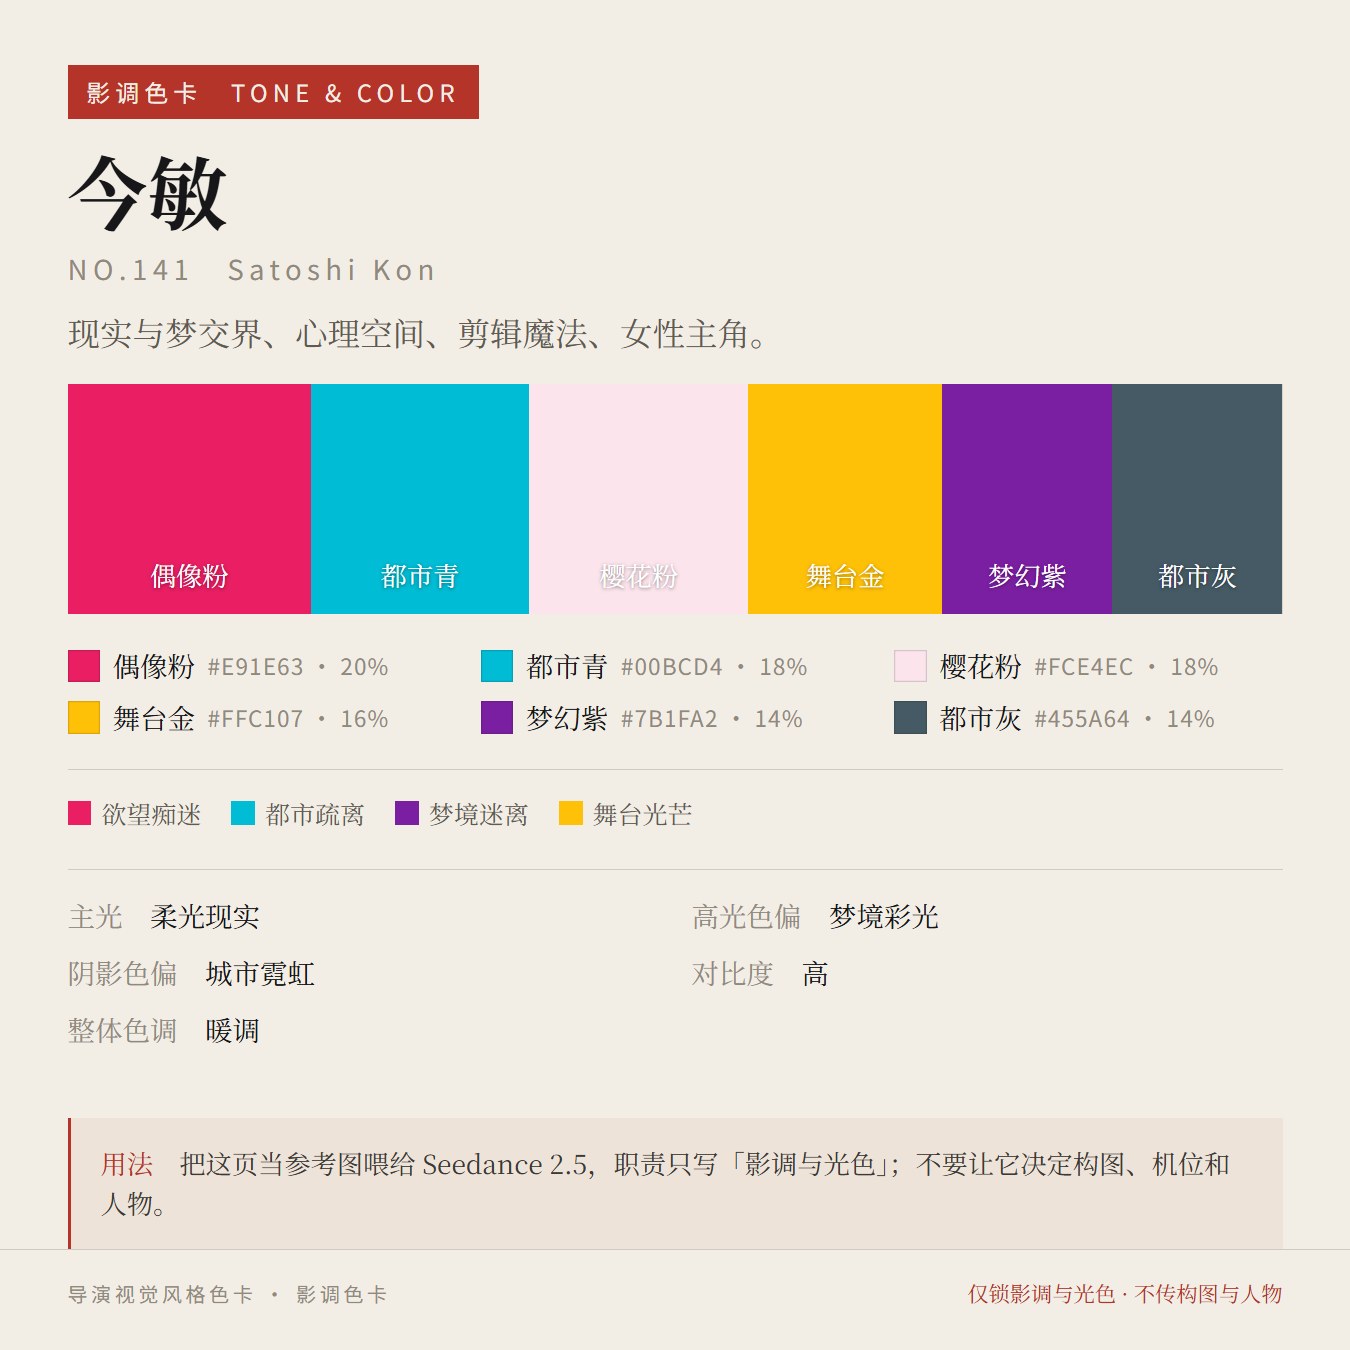 影调色卡 TONE & COLOR
今敏
NO.141 Satoshi Kon
现实与梦交界、心理空间、剪辑魔法、女性主角。
偶像粉 都市青 樱花粉 舞台金 梦幻紫 都市灰
偶像粉 #E91E63 · 20% 都市青 #00BCD4 · 18% 樱花粉 #FCE4EC · 18%
舞台金 #FFC107 · 16% 梦幻紫 #7B1FA2 · 14% 都市灰 #455A64 · 14%
欲望痴迷 都市疏离 梦境迷离 舞台光芒
主光 柔光现实 高光色偏 梦境彩光
阴影色偏 城市霓虹 对比度 高
整体色调 暖调
用法 把这页当参考图喂给 Seedance 2.5，职责只写「影调与光色」；不要让它决定构图、机位和
人物。
导演视觉风格色卡 · 影调色卡 仅锁影调与光色 · 不传构图与人物